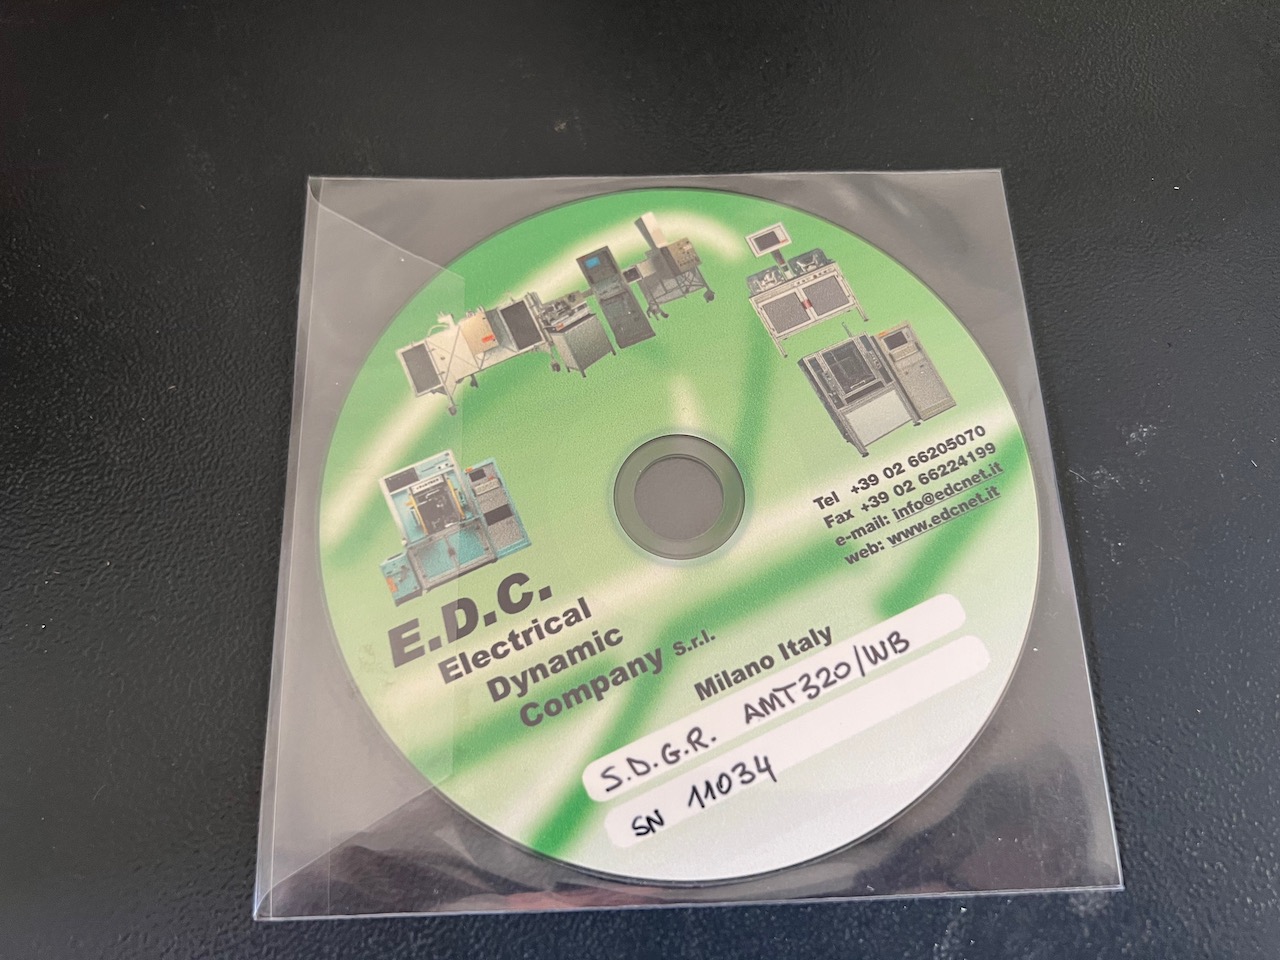 Tel +39 02 66205070
Fax +39 02 66224199
e-mail: info@edcnet.it
web: www.edcnet.it
E.D.C.
Electrical
Dynamic
Company S.r.l.
Milano Italy
S.D.G.R. AMT320/WB
SN 11034